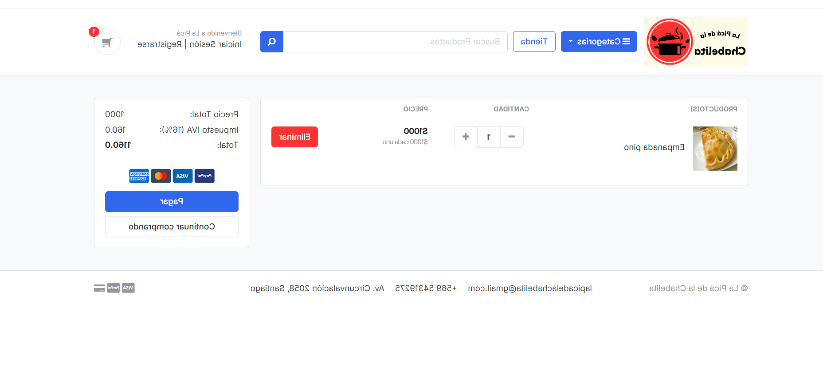 La Picá de la
Chabelita
Categorias
Tienda
Buscar Productos
Bienvenido a La Picá
Iniciar Sesión | Registrarse
1
PRODUCTO(S)
CANTIDAD
PRECIO
Empanada pino
− 1 +
$1000
$1000 cada uno
Eliminar
Precio Total: 1000
Impuesto IVA (16%): 160.0
Total: 1160.0
PayPal VISA
Pagar
Continuar comprando
© La Picá de la Chabelita
lapicadelachabelita@gmail.com
+569 54319275
Av. Circunvalación 2058, Santiago
VISA